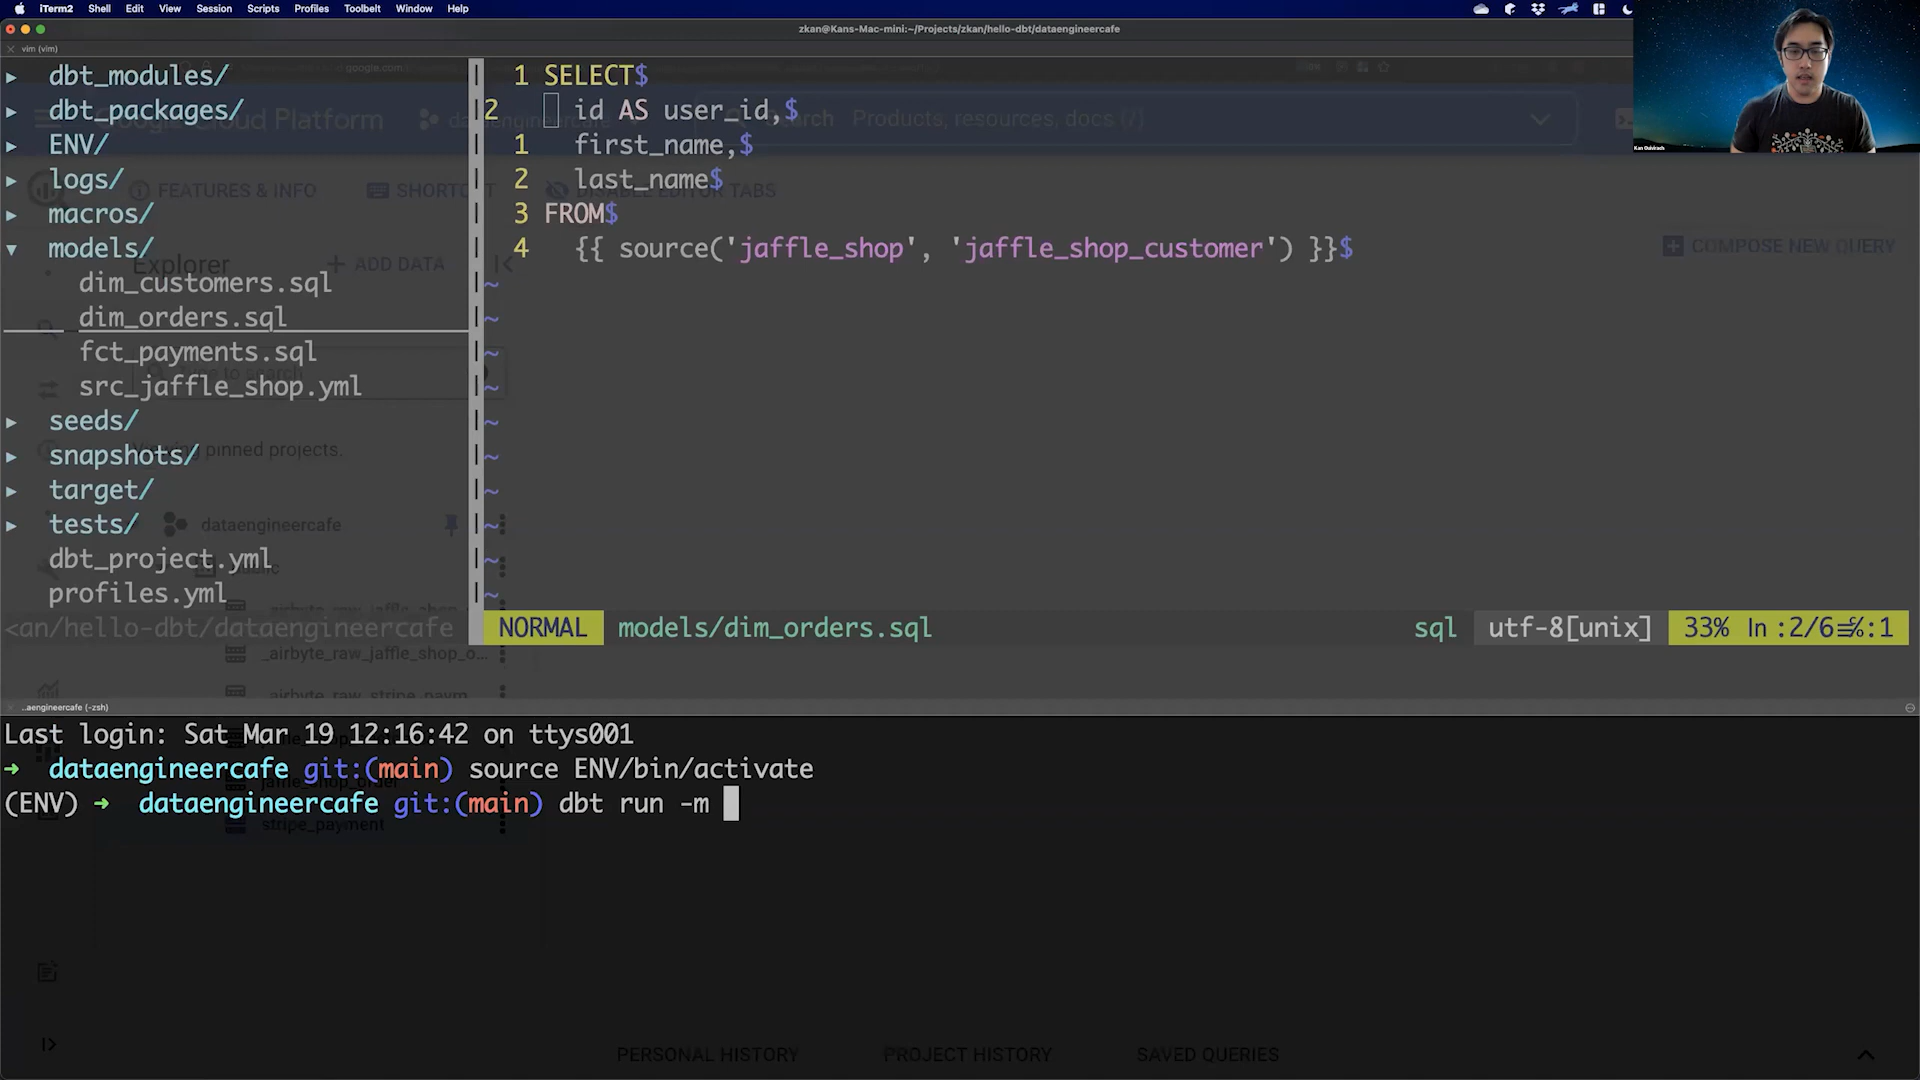 iTerm2 Shell Edit View Session Scripts Profiles Toolbelt Window Help
zkan@Kans-Mac-mini:~/Projects/zkan/hello-dbt/dataengineercafe
vim (vim)
google.com
▸ dbt_modules/
▸ dbt_packages/
▸ ENV/
▸ logs/
▸ macros/
▾ models/
dim_customers.sql
dim_orders.sql
fct_payments.sql
src_jaffle_shop.yml
▸ seeds/
▸ snapshots/
▸ target/
▸ tests/
dbt_project.yml
profiles.yml
<an/hello-dbt/dataengineercafe
1 SELECT$
2 id AS user_id,$
1 first_name,$
2 last_name$
3 FROM$
4 {{ source('jaffle_shop', 'jaffle_shop_customer') }}$
~
~
~
~
~
~
~
~
~
~
NORMAL models/dim_orders.sql sql utf-8[unix] 33% ln :2/6≡℅:1
Google Cloud Platform
Search Products, resources, docs (/)
FEATURES & INFO
DISABLE EDITOR TABS
Explorer
+ ADD DATA
COMPOSE NEW QUERY
Viewing pinned projects.
dataengineercafe
_airbyte_raw_jaffle_shop_o...
Kan Ouivirach
..aengineercafe (-zsh)
Last login: Sat Mar 19 12:16:42 on ttys001
➜ dataengineercafe git:(main) source ENV/bin/activate
(ENV) ➜ dataengineercafe git:(main) dbt run -m
stripe_payment
PERSONAL HISTORY PROJECT HISTORY SAVED QUERIES